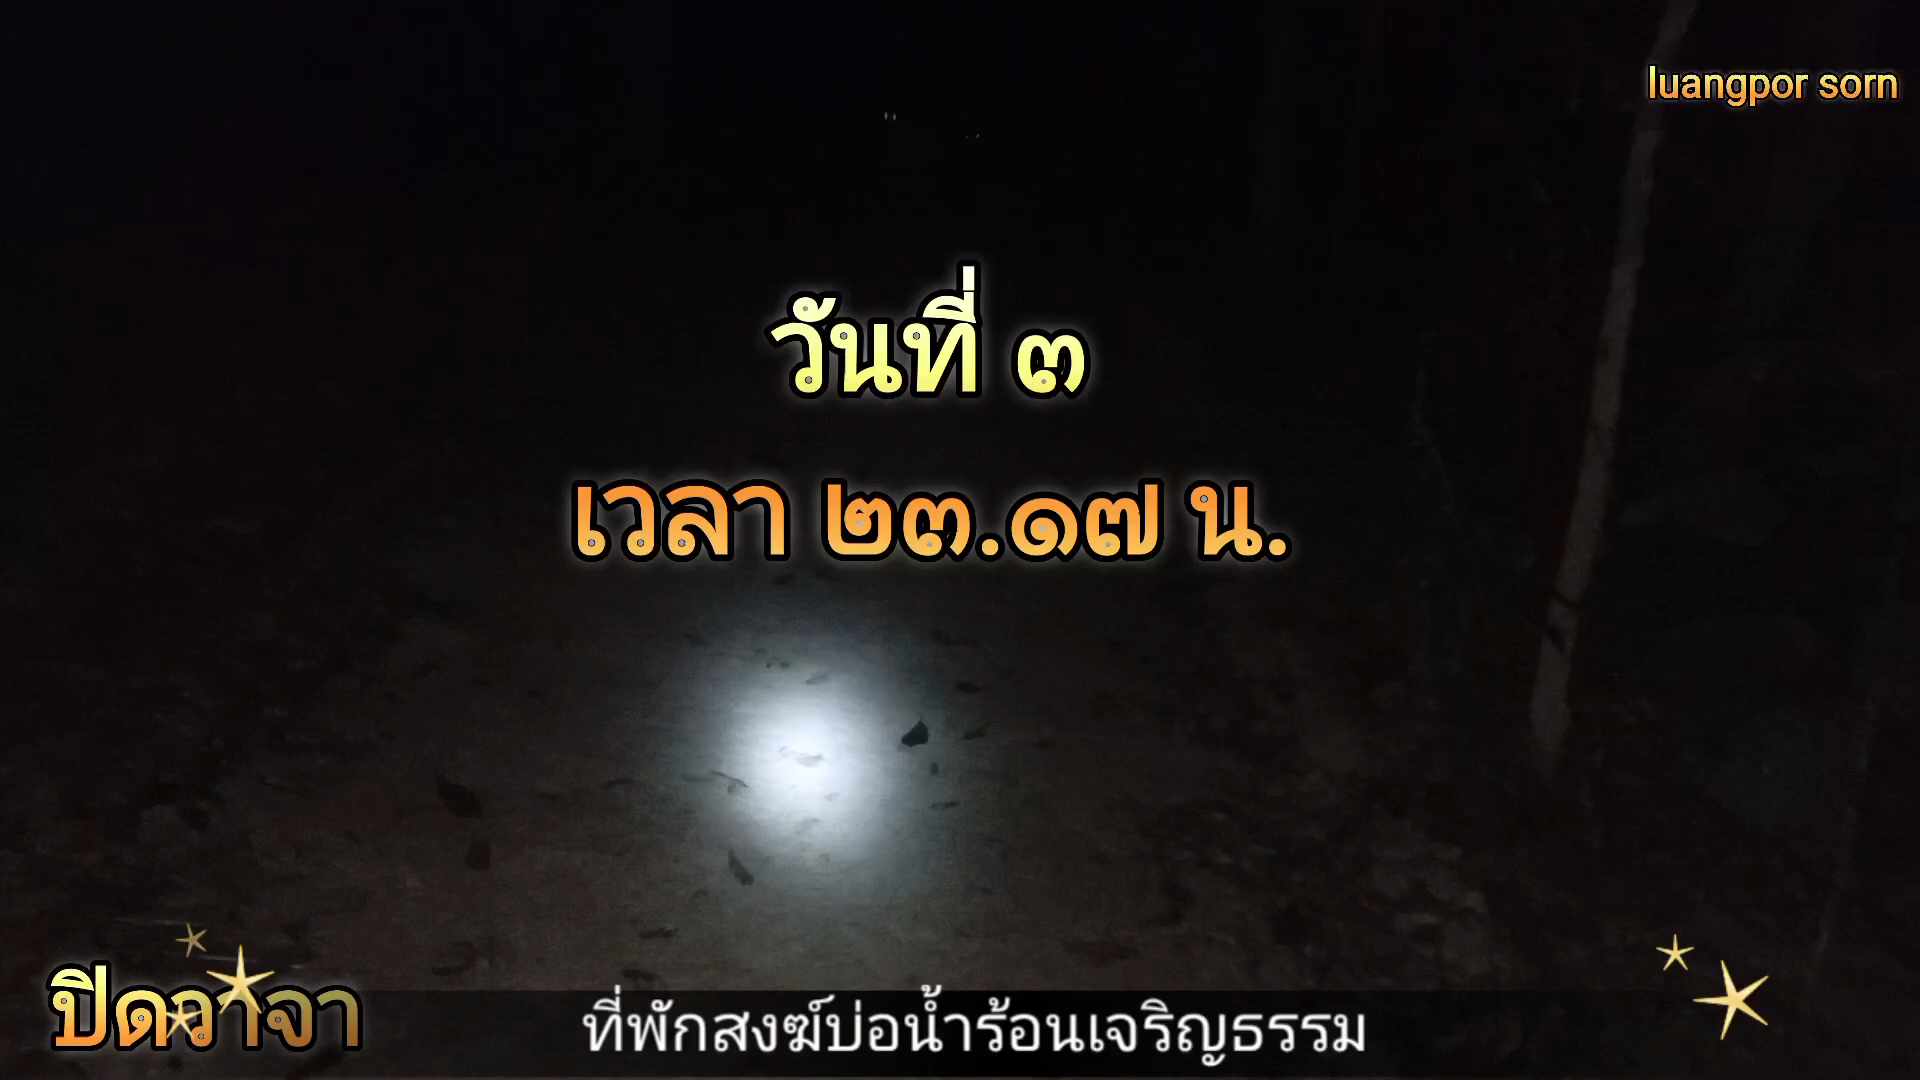 luangpor sorn
วันที่ ๓
เวลา ๒๓.๑๗ น.
ปิดวาจา
ที่พักสงฆ์บ่อน้ำร้อนเจริญธรรม